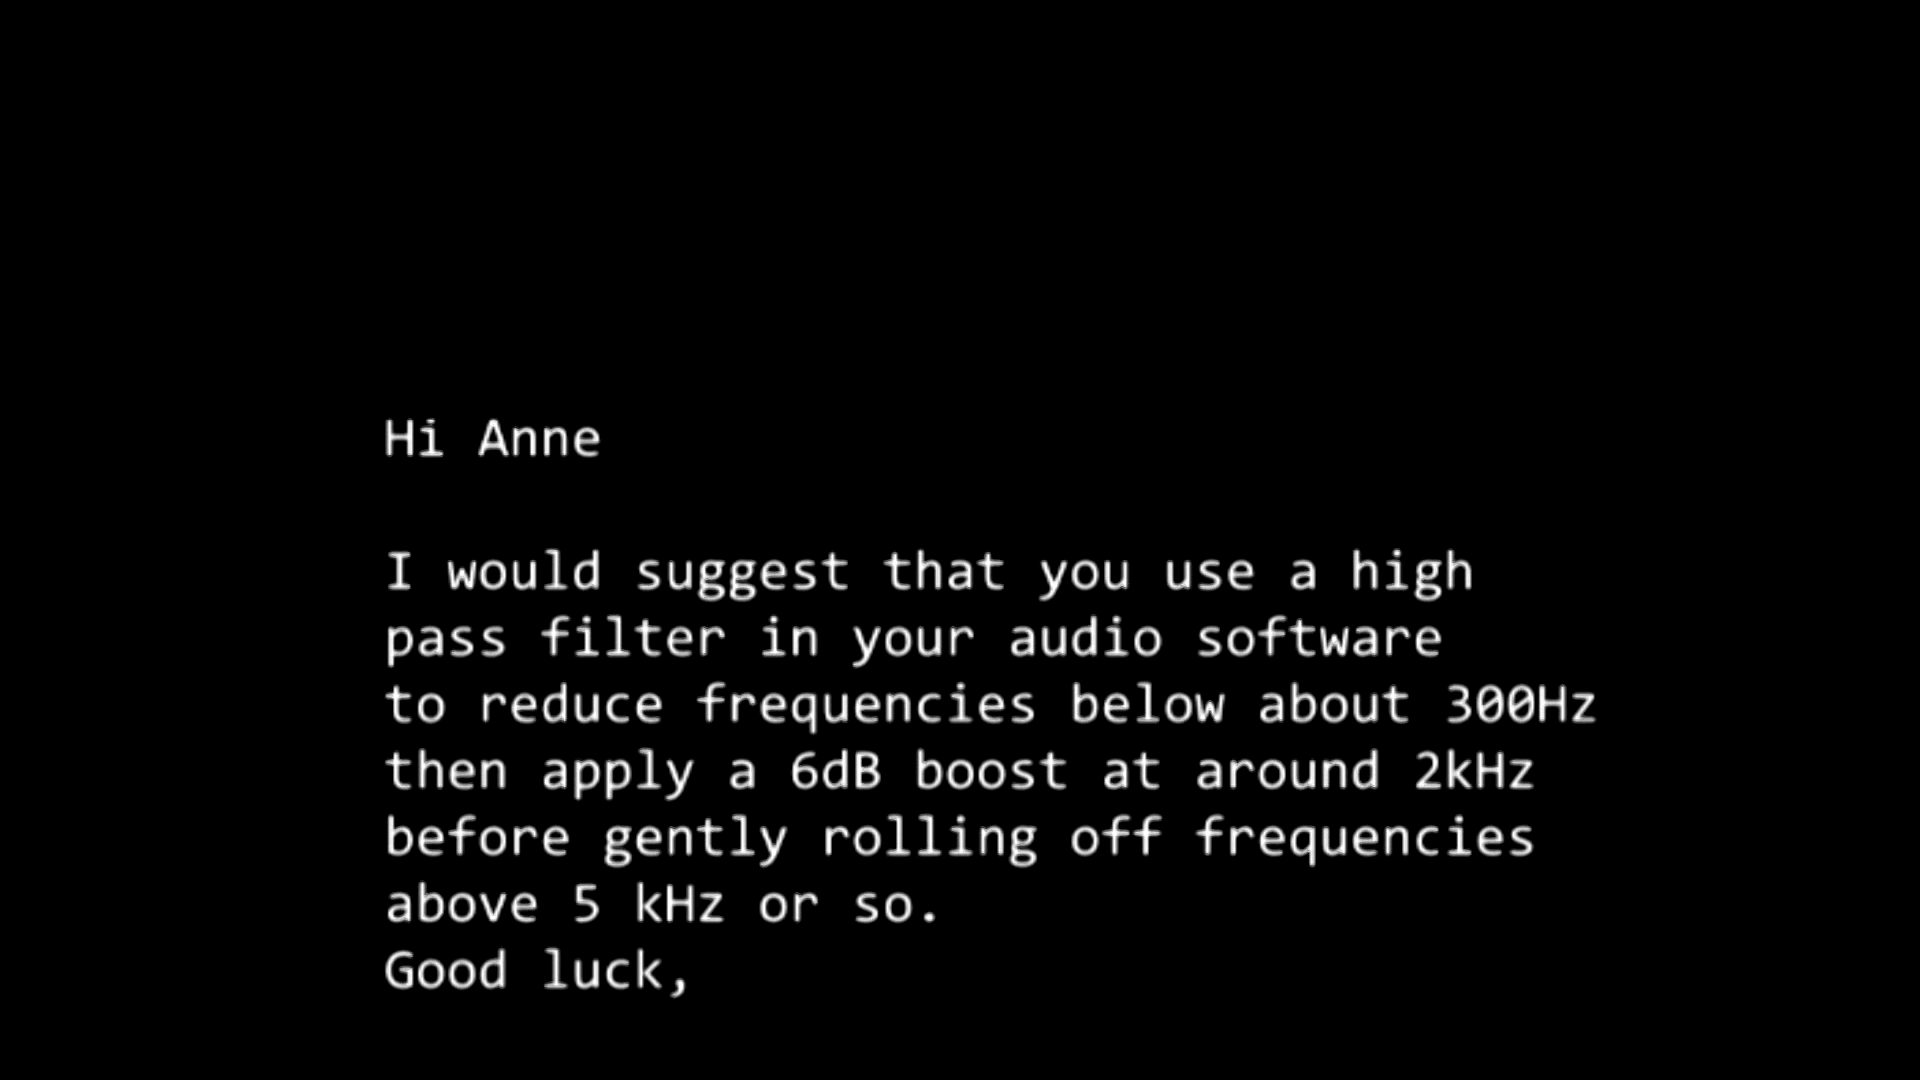 Hi Anne
I would suggest that you use a high
pass filter in your audio software
to reduce frequencies below about 300Hz
then apply a 6dB boost at around 2kHz
before gently rolling off frequencies
above 5 kHz or so.
Good luck,